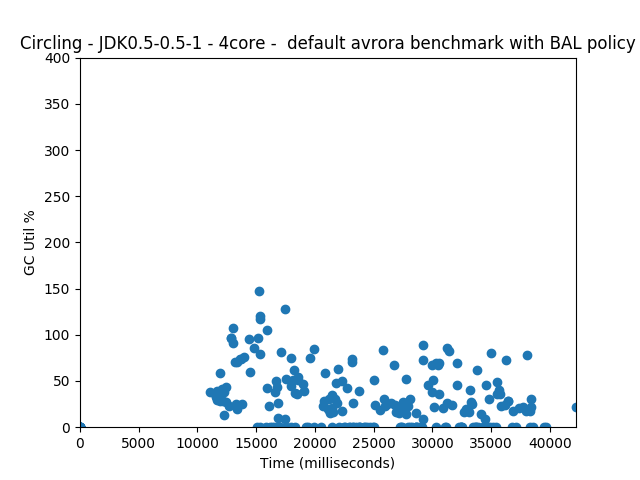 Circling - JDK0.5-0.5-1 - 4core -  default avrora benchmark with BAL policy
400
350
300
250
200
150
100
50
0
GC Util %
0 5000 10000 15000 20000 25000 30000 35000 40000
Time (milliseconds)